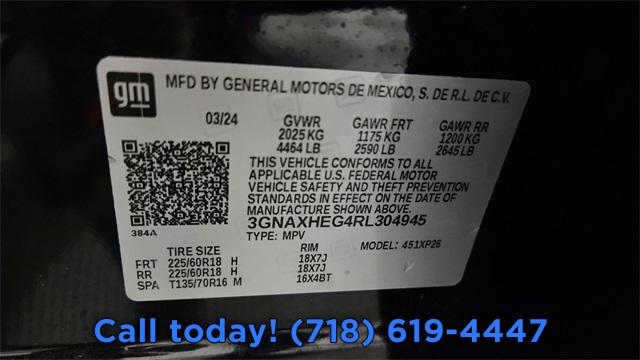 gm
MFD BY GENERAL MOTORS DE MEXICO, S. DE R.L. DE C.V.
03/24 GVWR GAWR FRT GAWR RR
2025 KG 1175 KG 1200 KG
4464 LB 2590 LB 2645 LB
THIS VEHICLE CONFORMS TO ALL
APPLICABLE U.S. FEDERAL MOTOR
VEHICLE SAFETY AND THEFT PREVENTION
STANDARDS IN EFFECT ON THE DATE OF
MANUFACTURE SHOWN ABOVE.
3GNAXHEG4RL304945
384A
TYPE: MPV MODEL: 451XP26
TIRE SIZE RIM
FRT 225/60R18 H 18X7J
RR 225/60R18 H 18X7J
SPA T135/70R16 M 16X4BT
Call today! (718) 619-4447